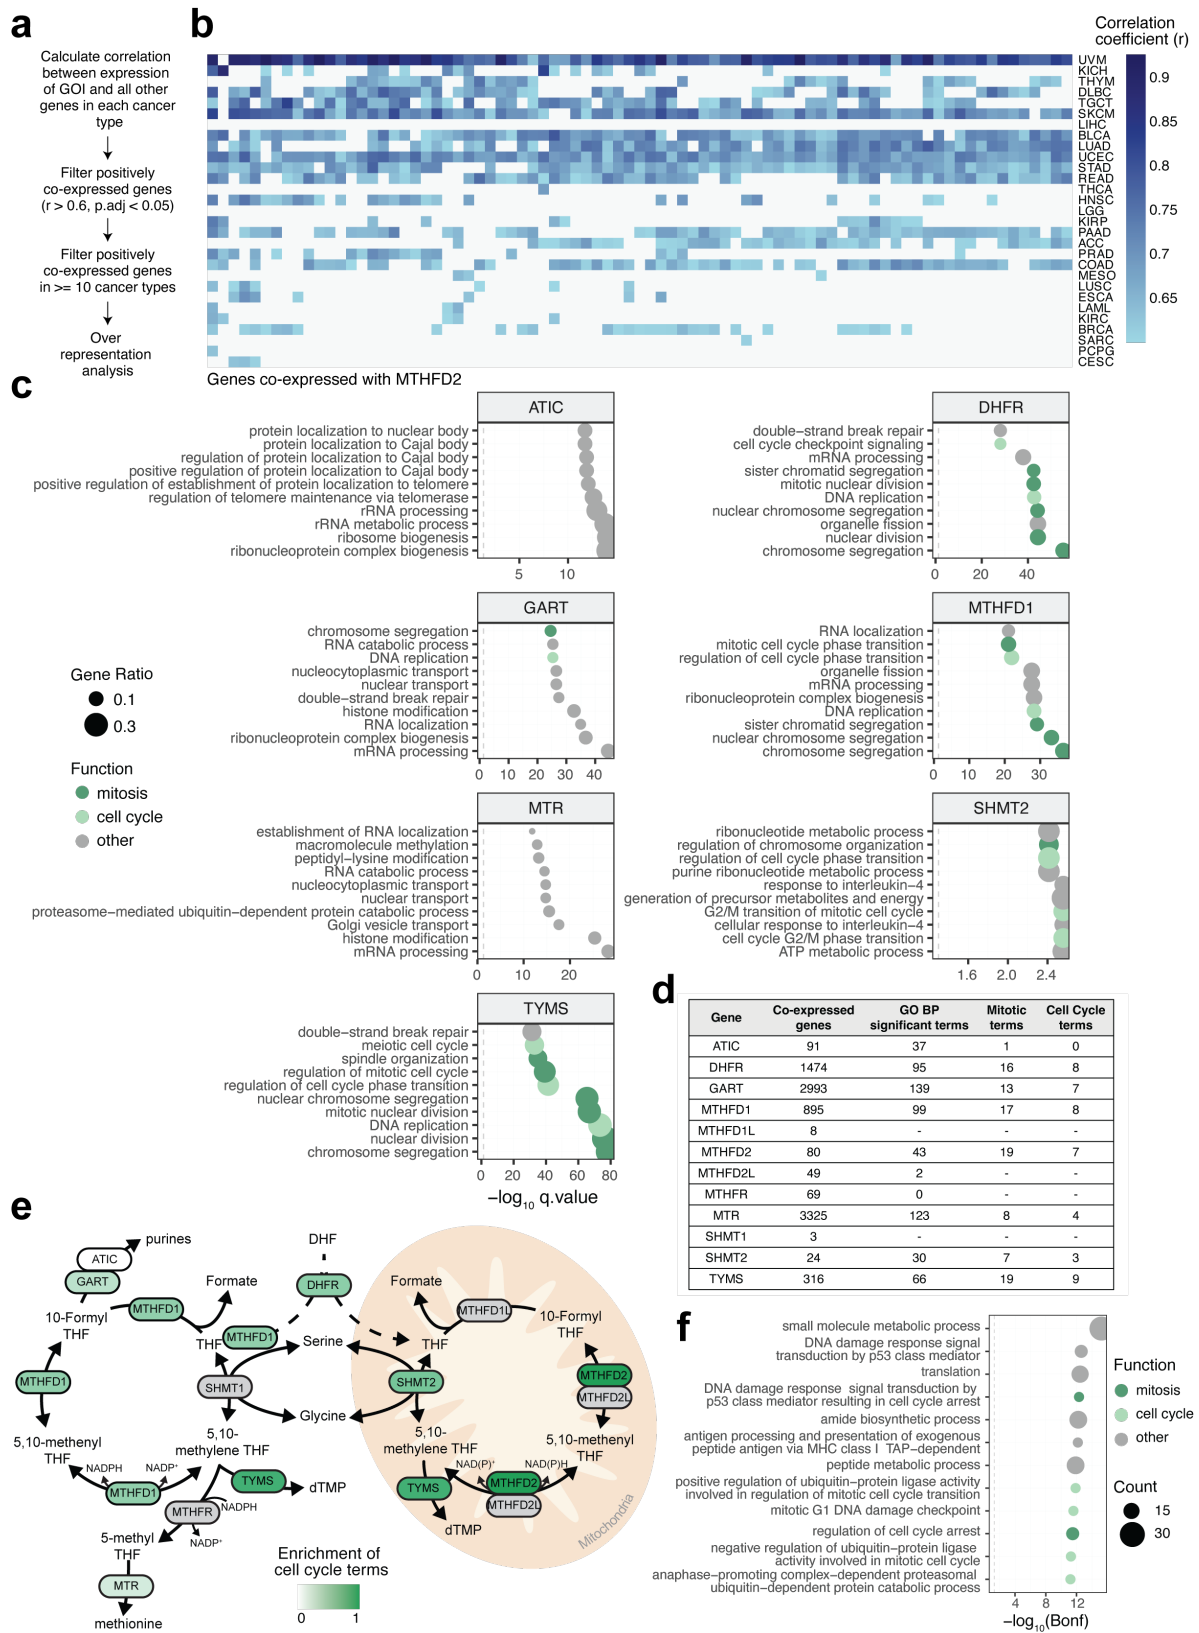 a
Calculate correlation
between expression
of GOI and all other
genes in each cancer
type
Filter positively
co-expressed genes
(r > 0.6, p.adj < 0.05)
Filter positively
co-expressed genes
in >= 10 cancer types
Over
representation
analysis
b
Correlation
coefficient (r)
UVM
KICH
THYM
DLBC
TGCT
SKCM
LIHC
BLCA
LUAD
UCEC
STAD
READ
THCA
HNSC
LGG
KIRP
PAAD
ACC
PRAD
COAD
MESO
LUSC
ESCA
LAML
KIRC
BRCA
SARC
PCPG
CESC
0.9
0.85
0.8
0.75
0.7
0.65
Genes co-expressed with MTHFD2
c
Gene Ratio
0.1
0.3
Function
mitosis
cell cycle
other
ATIC
protein localization to nuclear body
protein localization to Cajal body
regulation of protein localization to Cajal body
positive regulation of protein localization to Cajal body
positive regulation of establishment of protein localization to telomere
regulation of telomere maintenance via telomerase
rRNA processing
rRNA metabolic process
ribosome biogenesis
ribonucleoprotein complex biogenesis
5 10
DHFR
double−strand break repair
cell cycle checkpoint signaling
mRNA processing
sister chromatid segregation
mitotic nuclear division
DNA replication
nuclear chromosome segregation
organelle fission
nuclear division
chromosome segregation
0 20 40
GART
chromosome segregation
RNA catabolic process
DNA replication
nucleocytoplasmic transport
nuclear transport
double−strand break repair
histone modification
RNA localization
ribonucleoprotein complex biogenesis
mRNA processing
0 10 20 30 40
MTHFD1
RNA localization
mitotic cell cycle phase transition
regulation of cell cycle phase transition
organelle fission
mRNA processing
ribonucleoprotein complex biogenesis
DNA replication
sister chromatid segregation
nuclear chromosome segregation
chromosome segregation
0 10 20 30
MTR
establishment of RNA localization
macromolecule methylation
peptidyl−lysine modification
RNA catabolic process
nucleocytoplasmic transport
nuclear transport
proteasome−mediated ubiquitin−dependent protein catabolic process
Golgi vesicle transport
histone modification
mRNA processing
0 10 20
SHMT2
ribonucleotide metabolic process
regulation of chromosome organization
regulation of cell cycle phase transition
purine ribonucleotide metabolic process
response to interleukin−4
generation of precursor metabolites and energy
G2/M transition of mitotic cell cycle
cellular response to interleukin−4
cell cycle G2/M phase transition
ATP metabolic process
1.6 2.0 2.4
TYMS
double−strand break repair
meiotic cell cycle
spindle organization
regulation of mitotic cell cycle
regulation of cell cycle phase transition
nuclear chromosome segregation
mitotic nuclear division
DNA replication
nuclear division
chromosome segregation
0 20 40 60 80
−log10 q.value
d
Gene Co-expressed genes GO BP significant terms Mitotic terms Cell Cycle terms
ATIC 91 37 1 0
DHFR 1474 95 16 8
GART 2993 139 13 7
MTHFD1 895 99 17 8
MTHFD1L 8 - - -
MTHFD2 80 43 19 7
MTHFD2L 49 2 - -
MTHFR 69 0 - -
MTR 3325 123 8 4
SHMT1 3 - - -
SHMT2 24 30 7 3
TYMS 316 66 19 9
e
purines
ATIC
GART
10-Formyl
THF
MTHFD1
Formate
THF
MTHFD1
DHF
DHFR
Serine
MTHFD1
SHMT1
Glycine
5,10-methenyl
THF
5,10-
methylene THF
NADPH
NADP+
MTHFD1
TYMS
dTMP
MTHFR
NADPH
NADP+
5-methyl
THF
MTR
methionine
Formate
MTHFD1L
10-Formyl
THF
THF
SHMT2
MTHFD2
MTHFD2L
5,10-
methylene THF
5,10-methenyl
THF
NAD(P)+
NAD(P)H
TYMS
MTHFD2
MTHFD2L
dTMP
Mitochondria
Enrichment of
cell cycle terms
0 1
f
small molecule metabolic process
DNA damage response signal
transduction by p53 class mediator
translation
DNA damage response signal transduction by
p53 class mediator resulting in cell cycle arrest
amide biosynthetic process
antigen processing and presentation of exogenous
peptide antigen via MHC class I TAP−dependent
peptide metabolic process
positive regulation of ubiquitin−protein ligase activity
involved in regulation of mitotic cell cycle transition
mitotic G1 DNA damage checkpoint
regulation of cell cycle arrest
negative regulation of ubiquitin−protein ligase
activity involved in mitotic cell cycle
anaphase−promoting complex−dependent proteasomal
ubiquitin−dependent protein catabolic process
4 8 12
−log10(Bonf)
Function
mitosis
cell cycle
other
Count
15
30